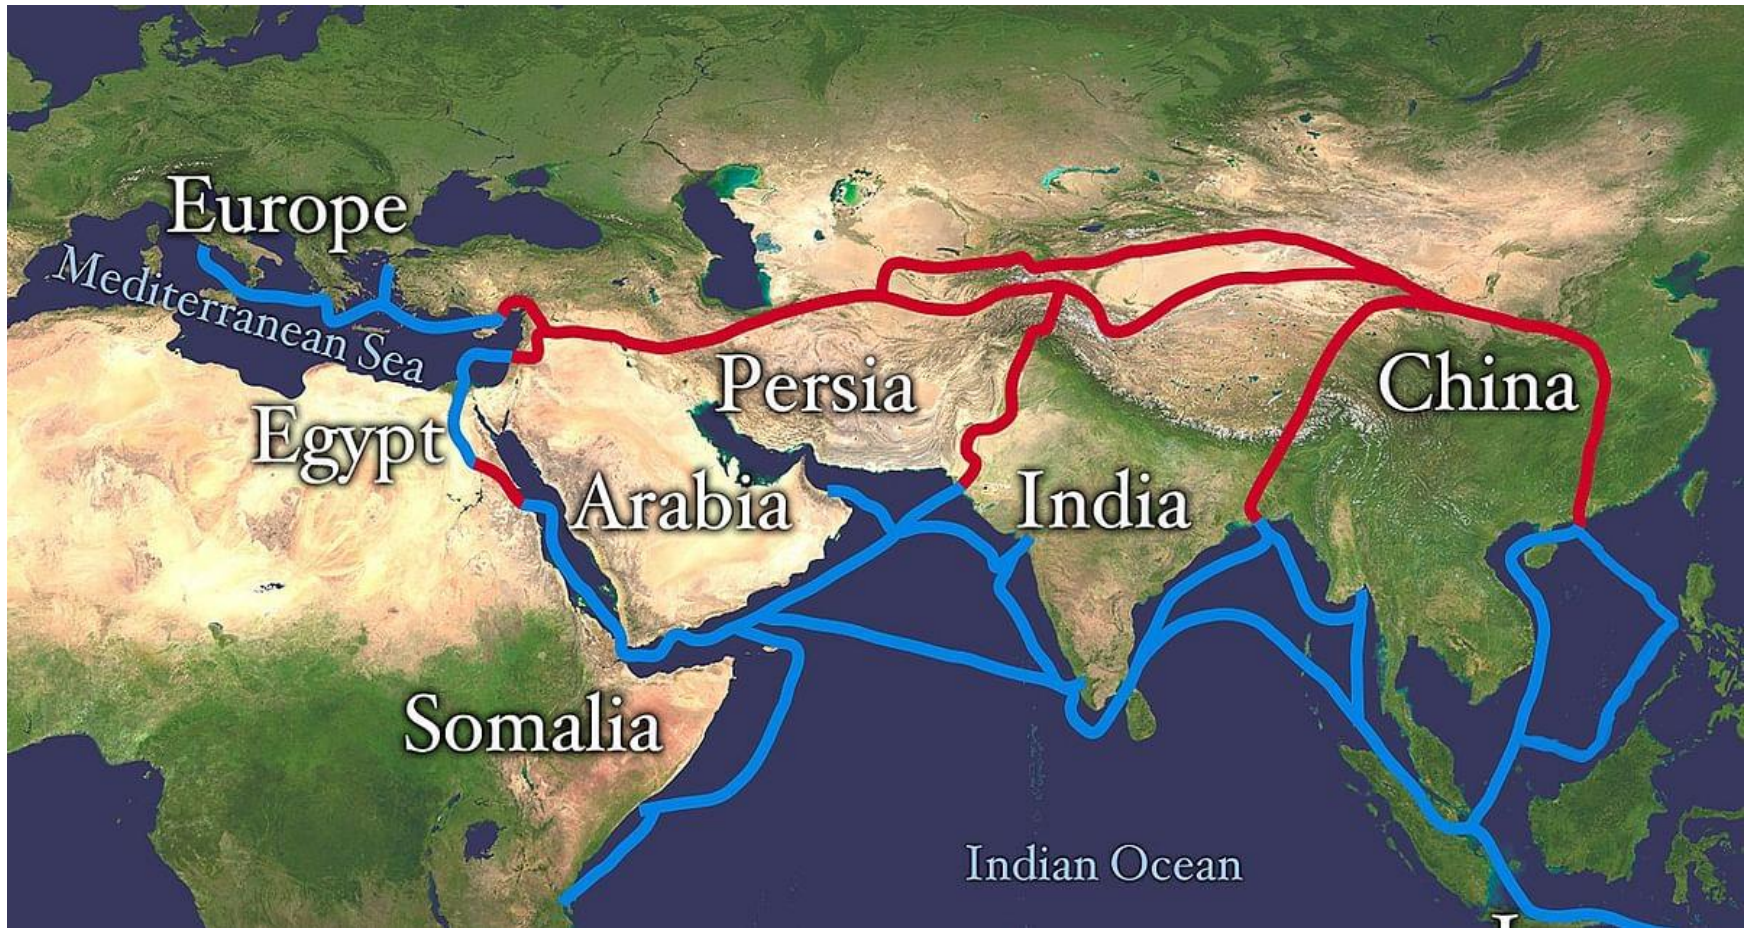 Europe
Mediterranean Sea
Persia
China
Egypt
Arabia
India
Somalia
Indian Ocean